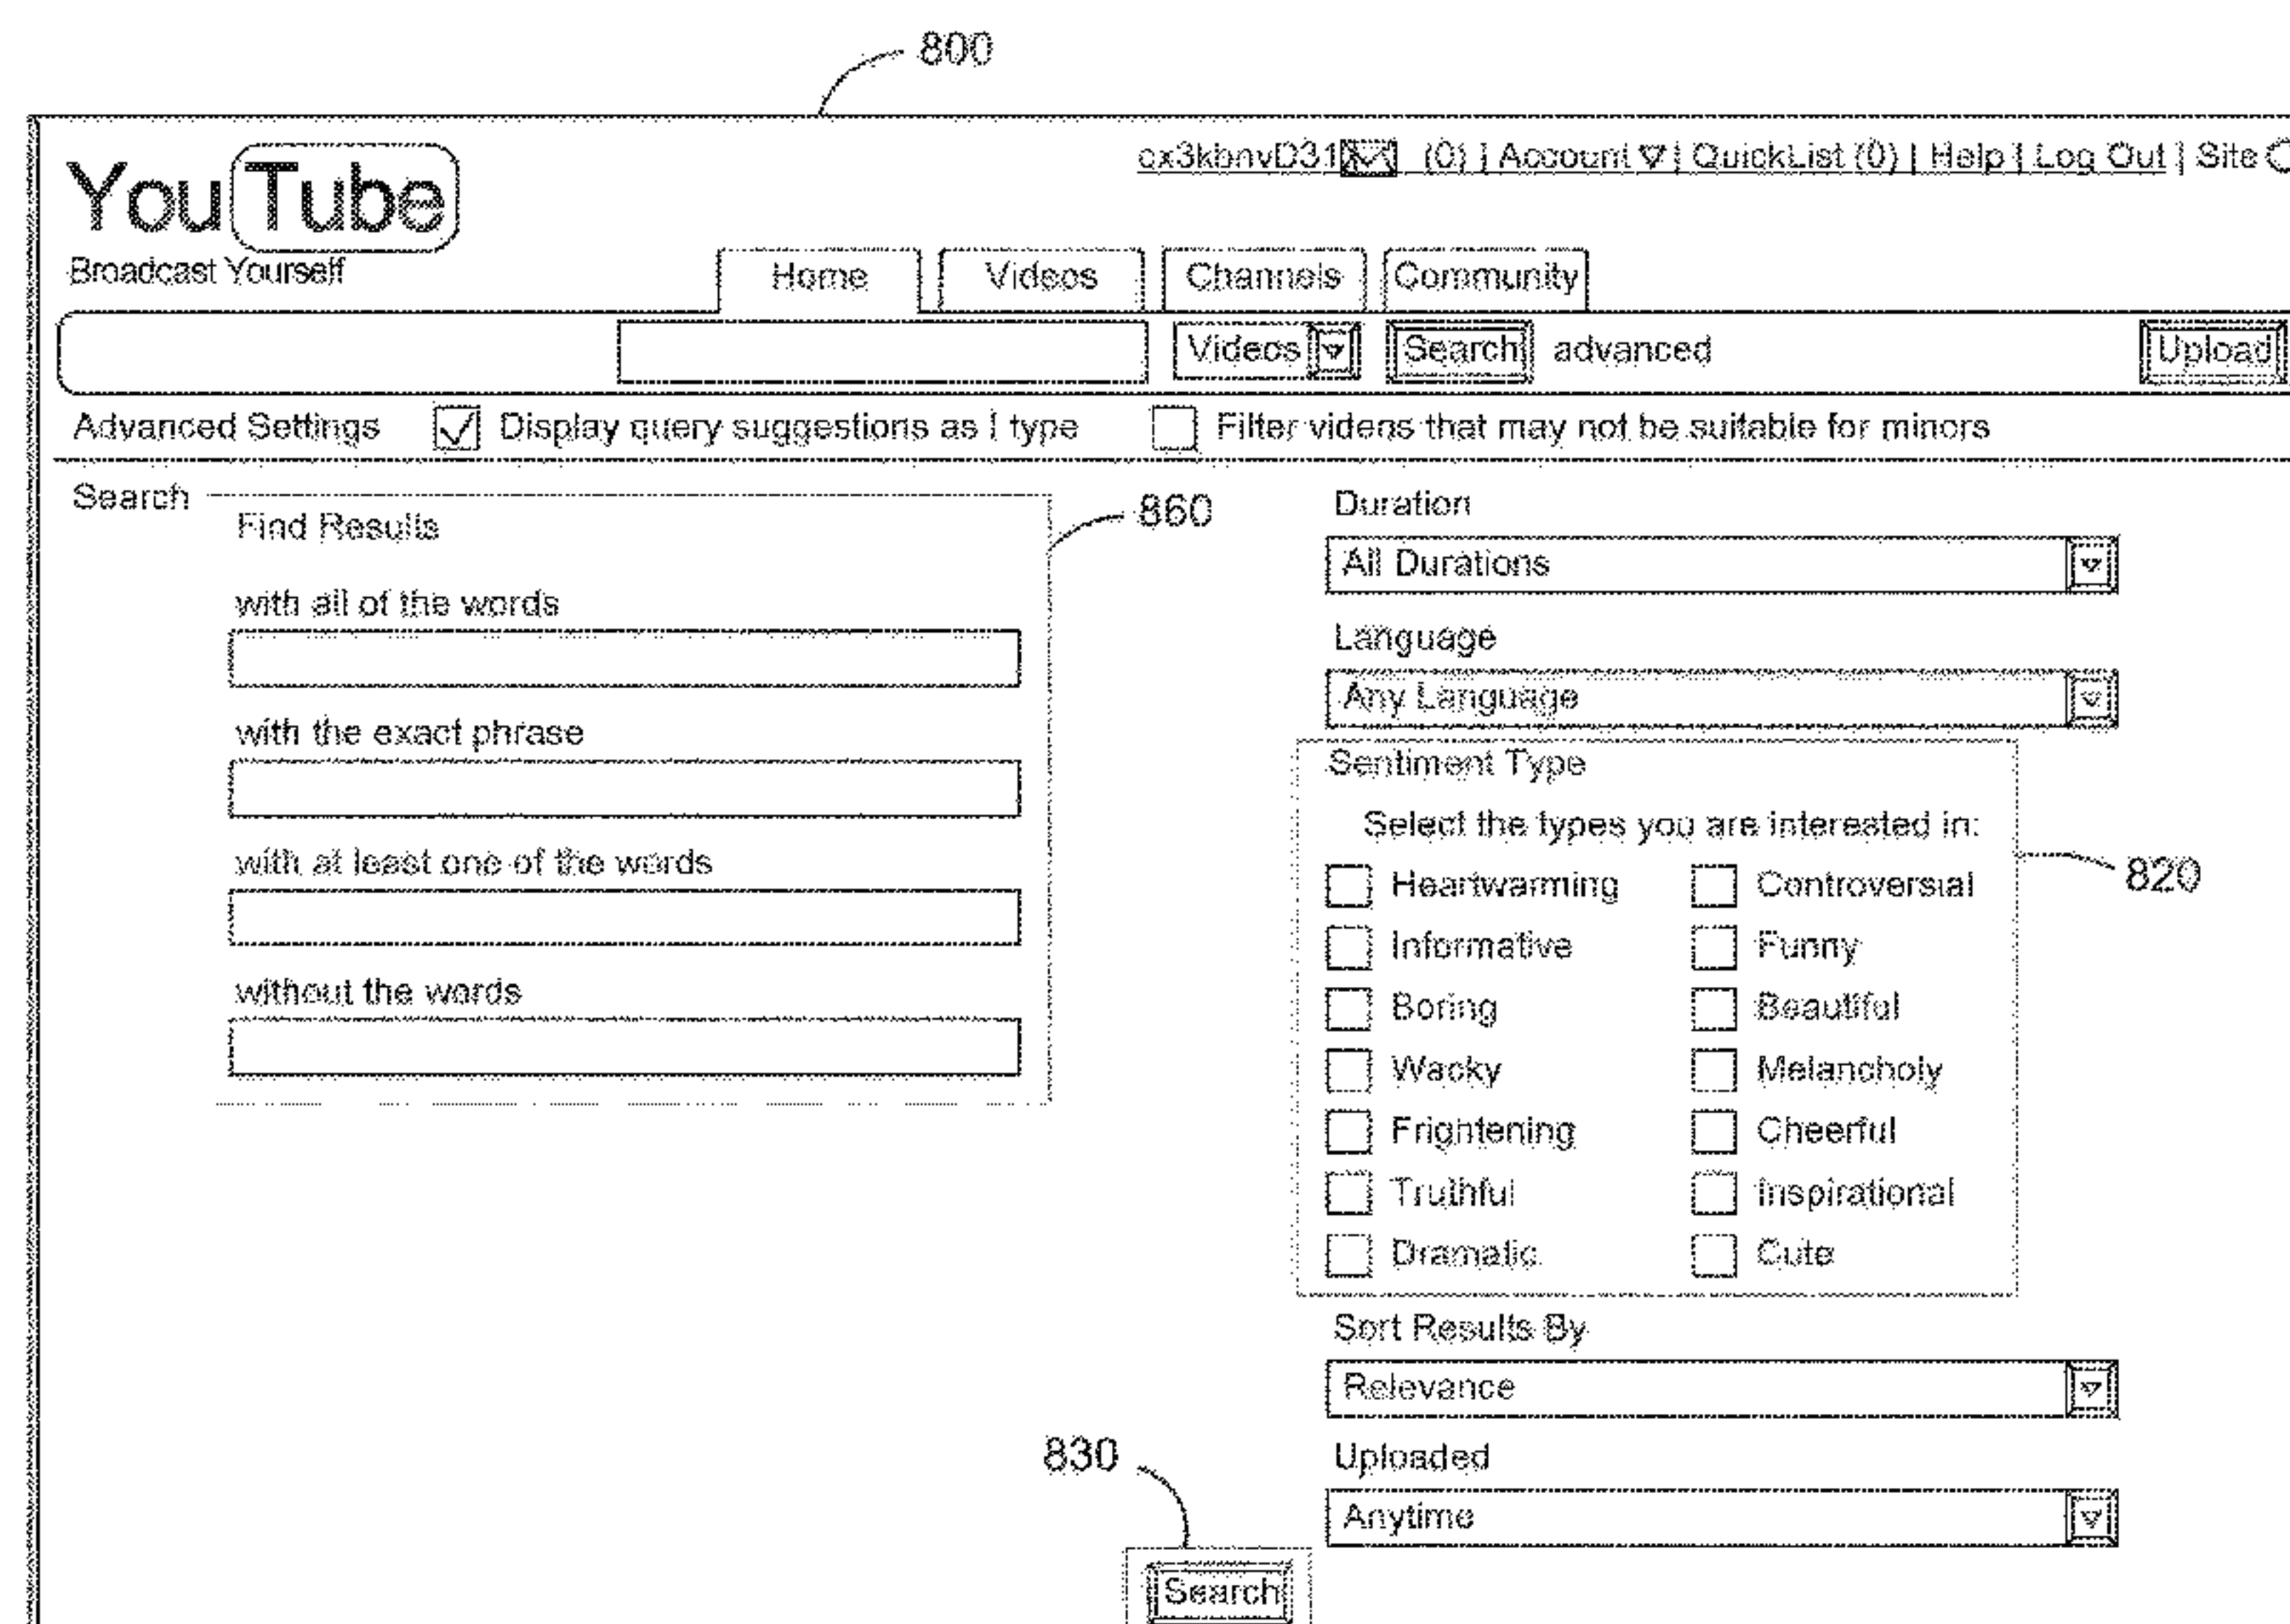 800
YouTube
Broadcast Yourself
(0) | Account | QuickList (0) | Help | Log Out | Site
Home Videos Channels Community
Videos Search advanced Upload
Advanced Settings Display query suggestions as I type Filter videos that may not be suitable for minors
Search
Find Results
860
with all of the words
with the exact phrase
with at least one of the words
without the words
Duration
All Durations
Language
Any Language
Sentiment Type
Select the types you are interested in:
820
Heartwarming Controversial
Informative Funny
Boring Beautiful
Wacky Melancholy
Frightening Cheerful
Truthful Inspirational
Dramatic Cute
Sort Results By
Relevance
Uploaded
Anytime
830
Search